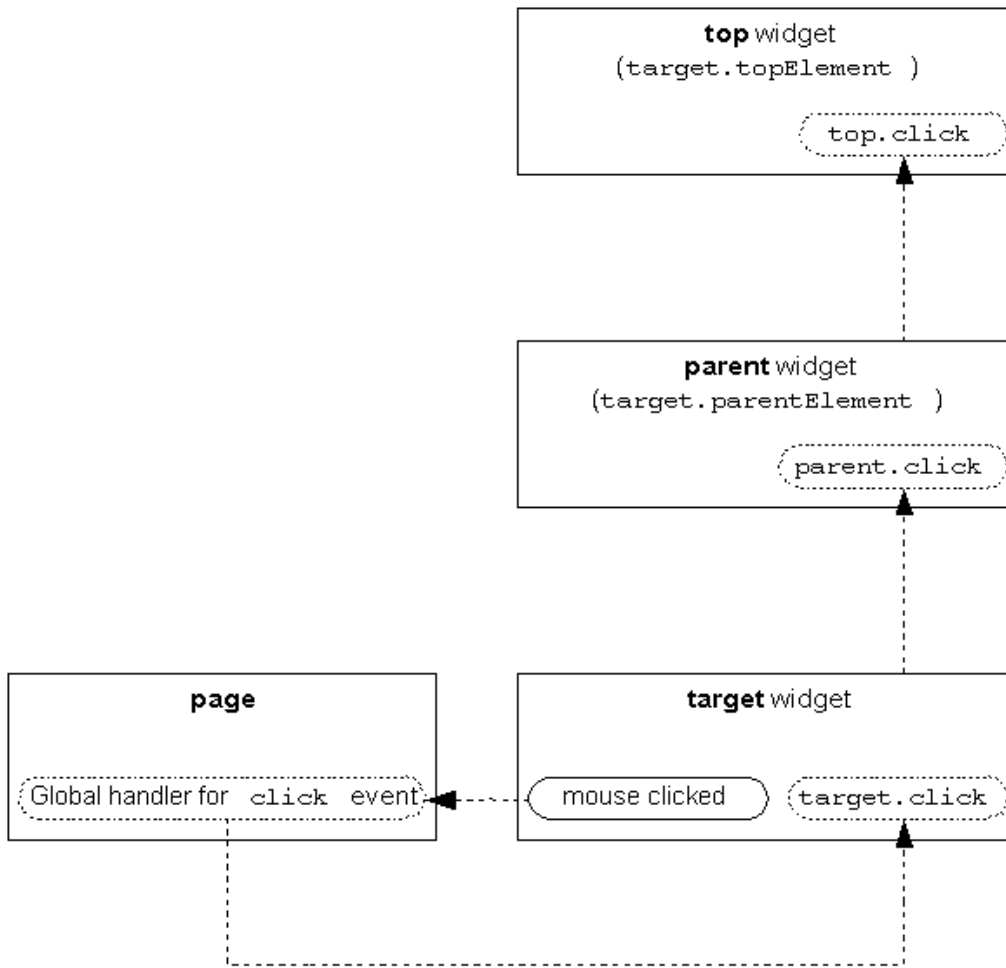 top widget
(target.topElement )
top.click
parent widget
(target.parentElement )
parent.click
page
Global handler for click event
target widget
mouse clicked
target.click